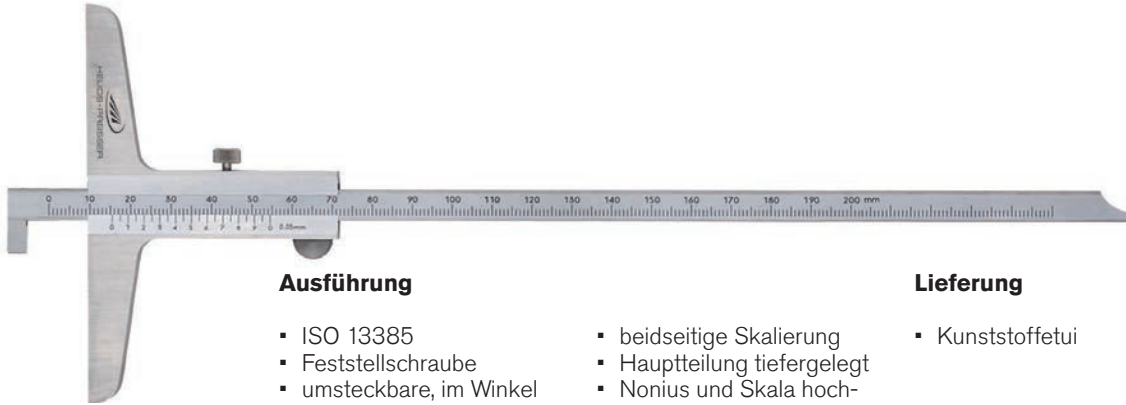 HELIOS-PREISSER
0 10 20 30 40 50 60 70 80 90 100 110 120 130 140 150 160 170 180 190 200 mm
0 1 2 3 4 5 6 7 8 9 0 0.05mm
Ausführung
▪ ISO 13385
▪ Feststellschraube
▪ umsteckbare, im Winkel
▪ beidseitige Skalierung
▪ Hauptteilung tiefergelegt
▪ Nonius und Skala hoch-
Lieferung
▪ Kunststoffetui